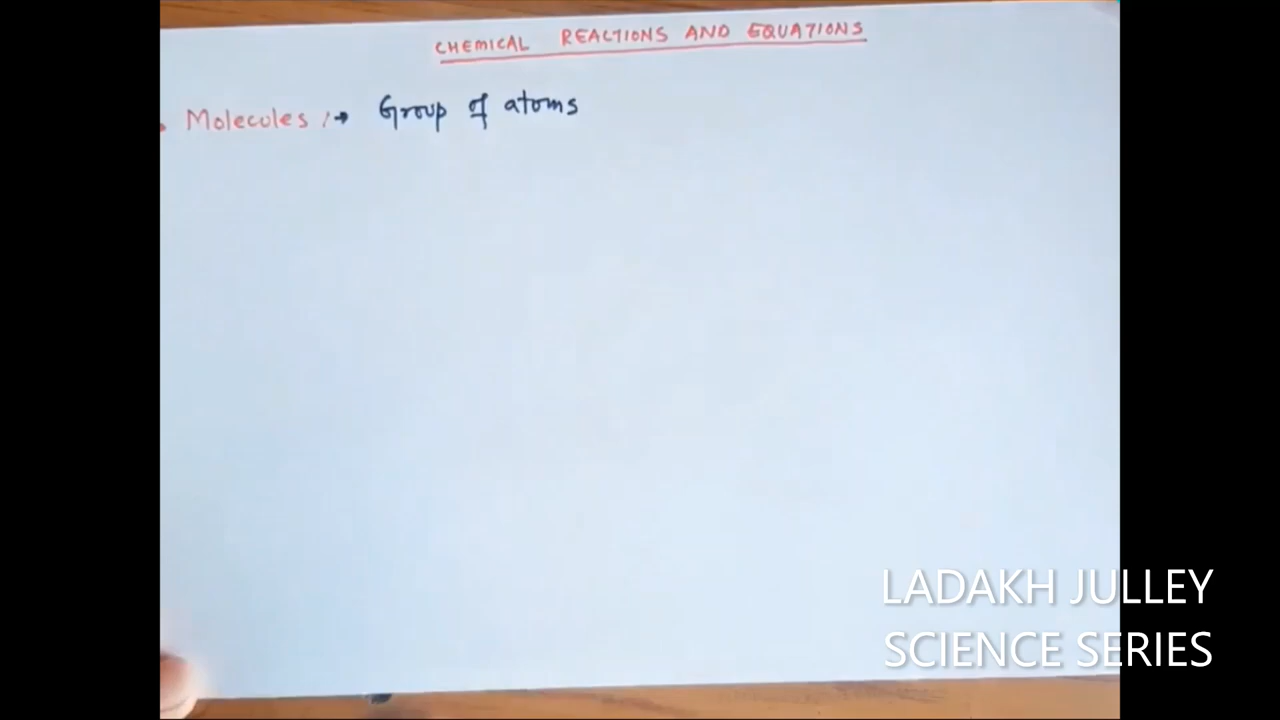 CHEMICAL REACTIONS AND EQUATIONS
Molecules :→ Group of atoms
LADAKH JULLEY
SCIENCE SERIES